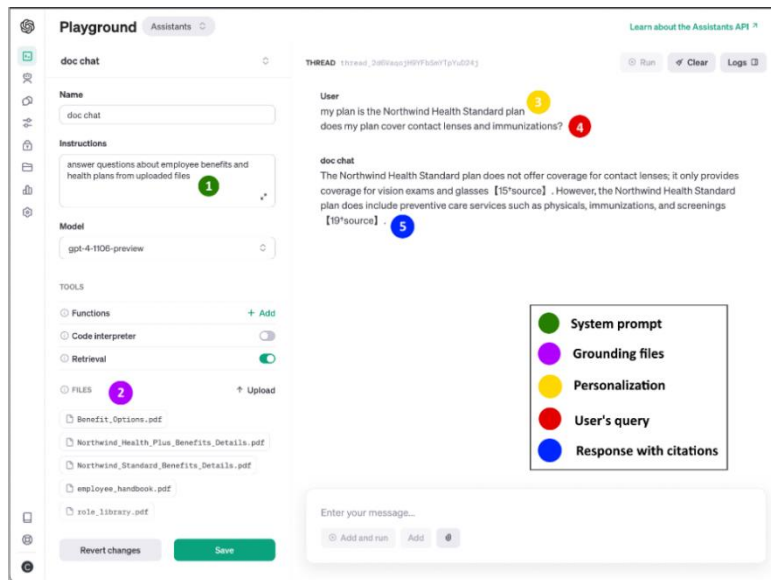 Playground
Assistants
Learn about the Assistants API
doc chat
Name
doc chat
Instructions
answer questions about employee benefits and
health plans from uploaded files
1
Model
gpt-4-1106-preview
TOOLS
Functions
+ Add
Code interpreter
Retrieval
FILES
2
Upload
Benefit_Options.pdf
Northwind_Health_Plus_Benefits_Details.pdf
Northwind_Standard_Benefits_Details.pdf
employee_handbook.pdf
role_library.pdf
Revert changes
Save
C
THREAD
Run
Clear
Logs
User
my plan is the Northwind Health Standard plan
3
does my plan cover contact lenses and immunizations?
4
doc chat
The Northwind Health Standard plan does not offer coverage for contact lenses; it only provides
coverage for vision exams and glasses【15†source】. However, the Northwind Health Standard
plan does include preventive care services such as physicals, immunizations, and screenings
【19†source】.
5
System prompt
Grounding files
Personalization
User's query
Response with citations
Enter your message...
Add and run
Add